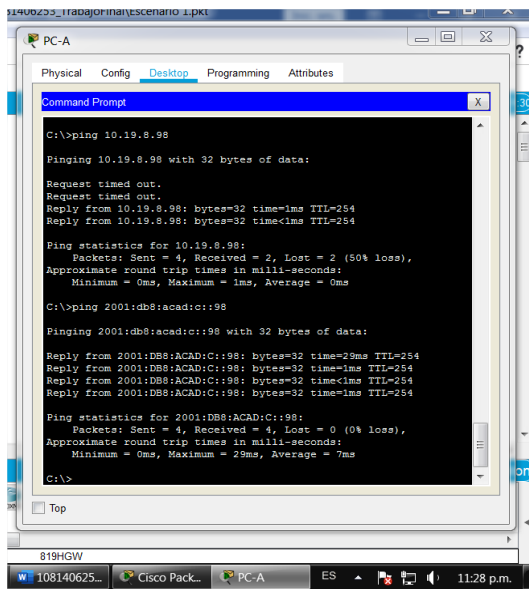 1406253_TrabajoFinal\Escenario 1.pkt
PC-A
?
Physical Config Desktop Programming Attributes
Command Prompt X
C:\>ping 10.19.8.98
Pinging 10.19.8.98 with 32 bytes of data:
Request timed out.
Request timed out.
Reply from 10.19.8.98: bytes=32 time=1ms TTL=254
Reply from 10.19.8.98: bytes=32 time<1ms TTL=254
Ping statistics for 10.19.8.98:
Packets: Sent = 4, Received = 2, Lost = 2 (50% loss),
Approximate round trip times in milli-seconds:
Minimum = 0ms, Maximum = 1ms, Average = 0ms
C:\>ping 2001:db8:acad:c::98
Pinging 2001:db8:acad:c::98 with 32 bytes of data:
Reply from 2001:DB8:ACAD:C::98: bytes=32 time=29ms TTL=254
Reply from 2001:DB8:ACAD:C::98: bytes=32 time=1ms TTL=254
Reply from 2001:DB8:ACAD:C::98: bytes=32 time<1ms TTL=254
Reply from 2001:DB8:ACAD:C::98: bytes=32 time=1ms TTL=254
Ping statistics for 2001:DB8:ACAD:C::98:
Packets: Sent = 4, Received = 4, Lost = 0 (0% loss),
Approximate round trip times in milli-seconds:
Minimum = 0ms, Maximum = 29ms, Average = 7ms
C:\>
Top
819HGW
108140625... Cisco Pack... PC-A ES 11:28 p.m.